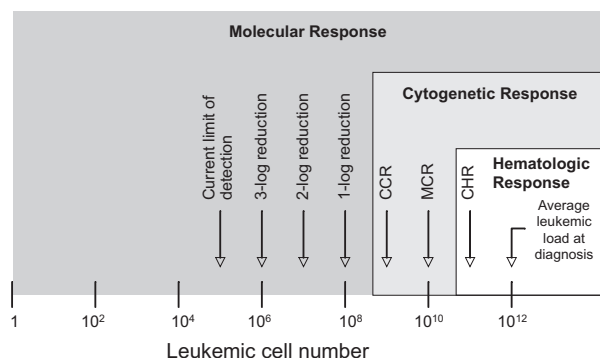 Molecular Response
Cytogenetic Response
Hematologic
Response
Current limit of
detection
3-log reduction
2-log reduction
1-log reduction
CCR
MCR
CHR
Average
leukemic
load at
diagnosis
1
10²
10⁴
10⁶
10⁸
10¹⁰
10¹²
Leukemic cell number